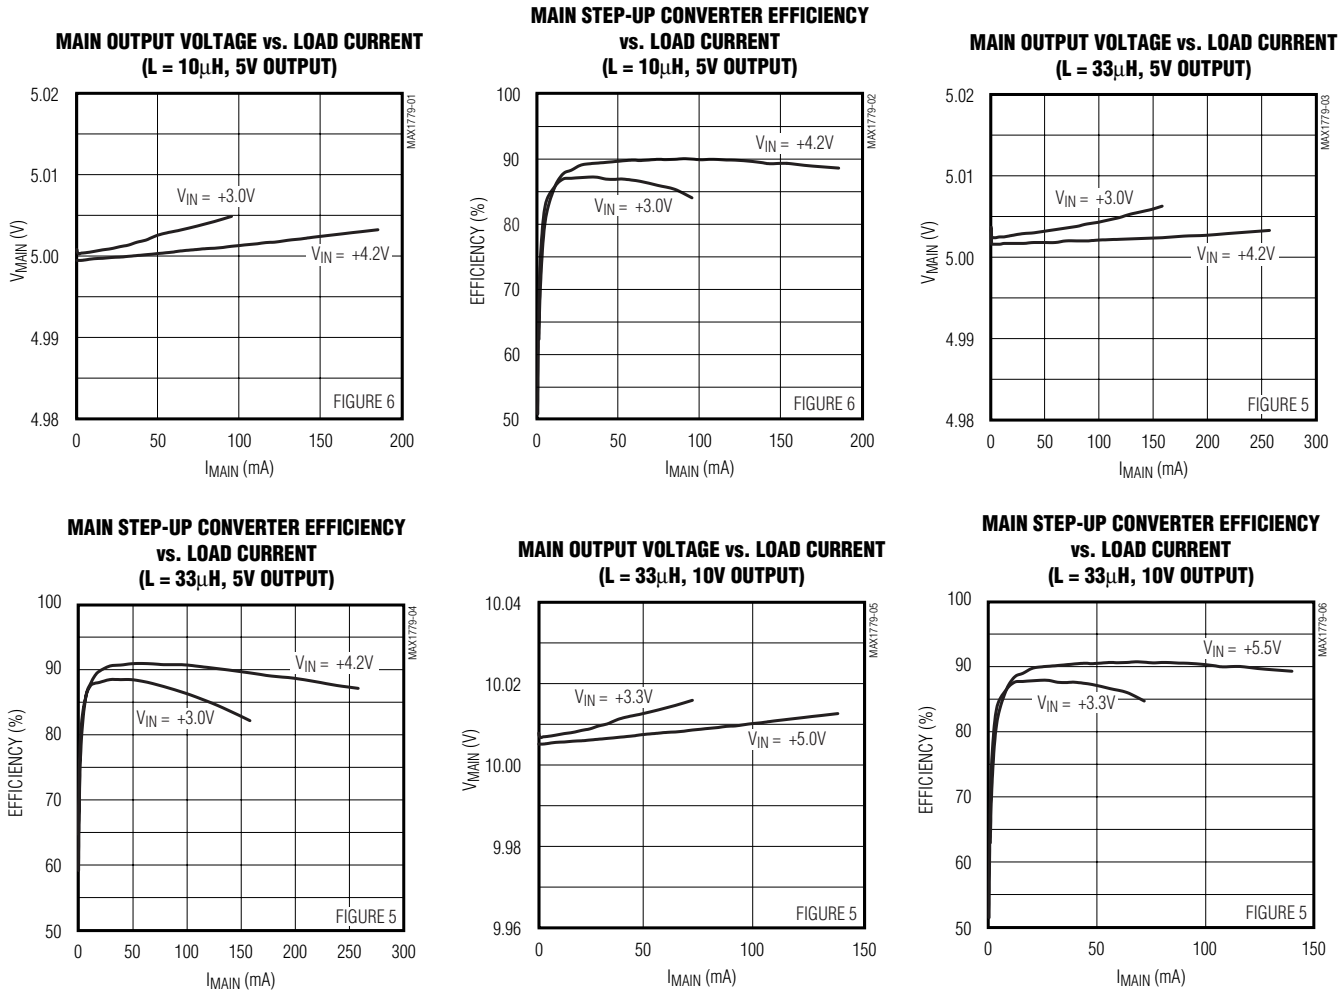 MAIN OUTPUT VOLTAGE vs. LOAD CURRENT
(L = 10μH, 5V OUTPUT)
5.02
5.01
5.00
4.99
4.98
VMAIN (V)
VIN = +3.0V
VIN = +4.2V
FIGURE 6
MAX1779-01
0 50 100 150 200
IMAIN (mA)
MAIN STEP-UP CONVERTER EFFICIENCY
vs. LOAD CURRENT
(L = 10μH, 5V OUTPUT)
100
90
80
70
60
50
EFFICIENCY (%)
VIN = +4.2V
VIN = +3.0V
FIGURE 6
MAX1779-02
0 50 100 150 200
IMAIN (mA)
MAIN OUTPUT VOLTAGE vs. LOAD CURRENT
(L = 33μH, 5V OUTPUT)
5.02
5.01
5.00
4.99
4.98
VMAIN (V)
VIN = +3.0V
VIN = +4.2V
FIGURE 5
MAX1779-03
0 50 100 150 200 250 300
IMAIN (mA)
MAIN STEP-UP CONVERTER EFFICIENCY
vs. LOAD CURRENT
(L = 33μH, 5V OUTPUT)
100
90
80
70
60
50
EFFICIENCY (%)
VIN = +4.2V
VIN = +3.0V
FIGURE 5
MAX1779-04
0 50 100 150 200 250 300
IMAIN (mA)
MAIN OUTPUT VOLTAGE vs. LOAD CURRENT
(L = 33μH, 10V OUTPUT)
10.04
10.02
10.00
9.98
9.96
VMAIN (V)
VIN = +3.3V
VIN = +5.0V
FIGURE 5
MAX1779-05
0 50 100 150
IMAIN (mA)
MAIN STEP-UP CONVERTER EFFICIENCY
vs. LOAD CURRENT
(L = 33μH, 10V OUTPUT)
100
90
80
70
60
50
EFFICIENCY (%)
VIN = +5.5V
VIN = +3.3V
FIGURE 5
MAX1779-06
0 50 100 150
IMAIN (mA)